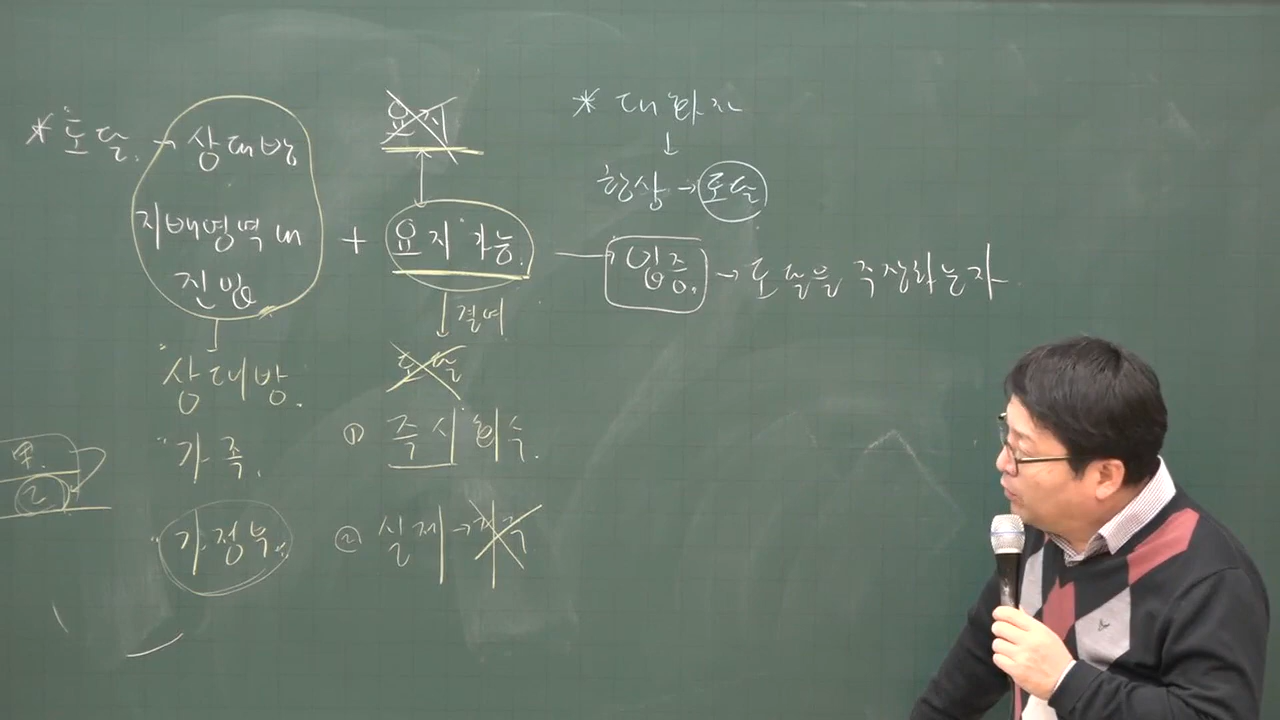 * 도달. → 상대방
지배영역 내
진입
"상대방.
"가족.
"가정부.
요지
+ 요지가능.
결여
도달
① 즉시 회수.
② 실제 →
* 대화자
↓
항상 → 도달
입증. → 도달을 주장하는 자